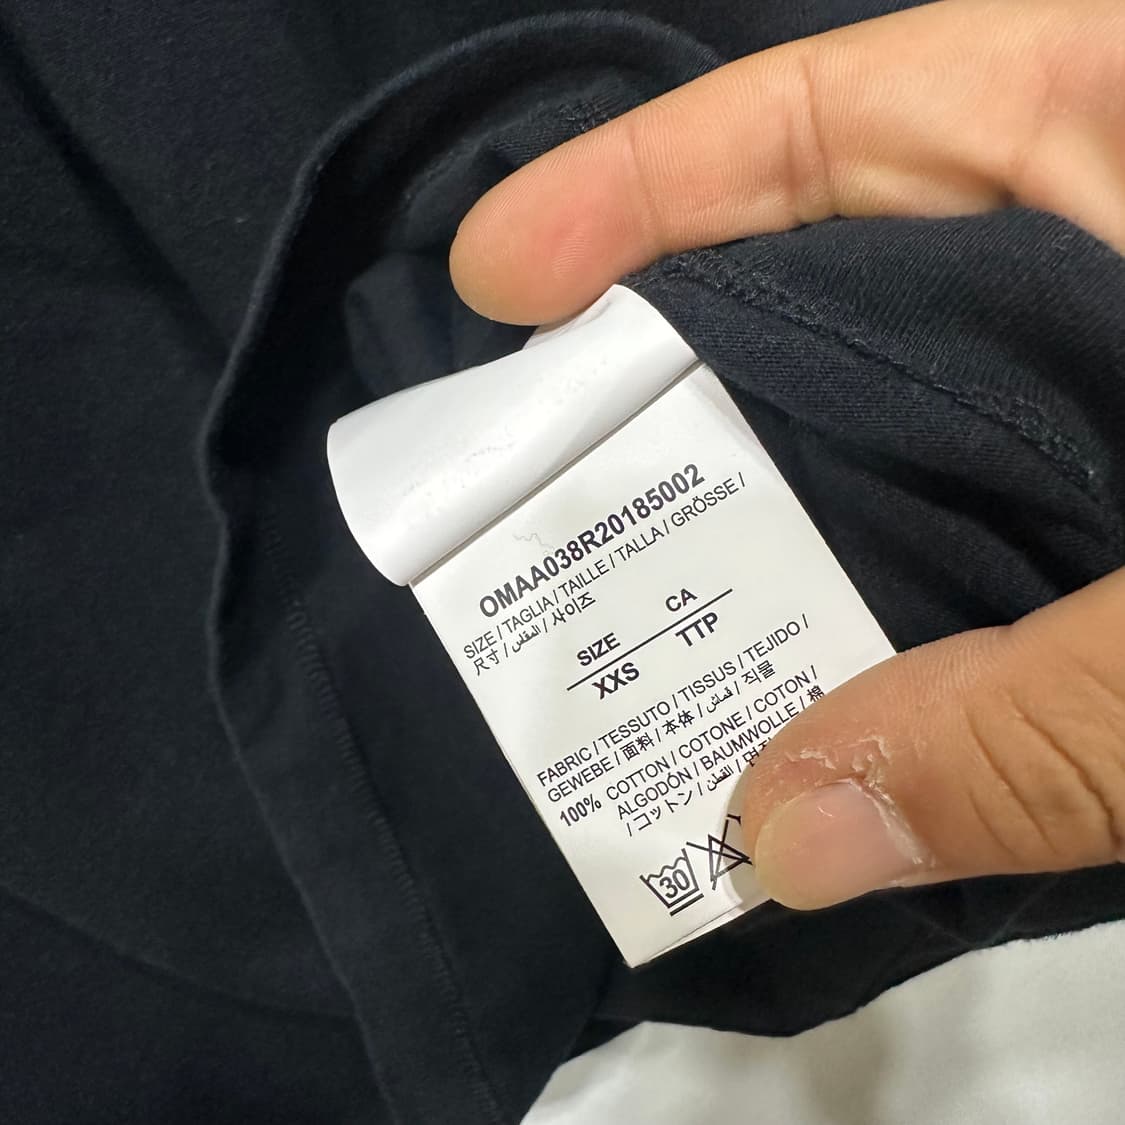 OMAA038R20185002
SIZE / TAGLIA / TAILLE / TALLA / GRÖSSE /
尺寸 / المقاس / 사이즈
SIZE CA
XXS TTP
FABRIC / TESSUTO / TISSUS / TEJIDO /
GEWEBE / 面料 / 本体 / قماش / 직물
100% COTTON / COTONE / COTON /
ALGODÓN / BAUMWOLLE / 棉
/ コットン / القطن /
30